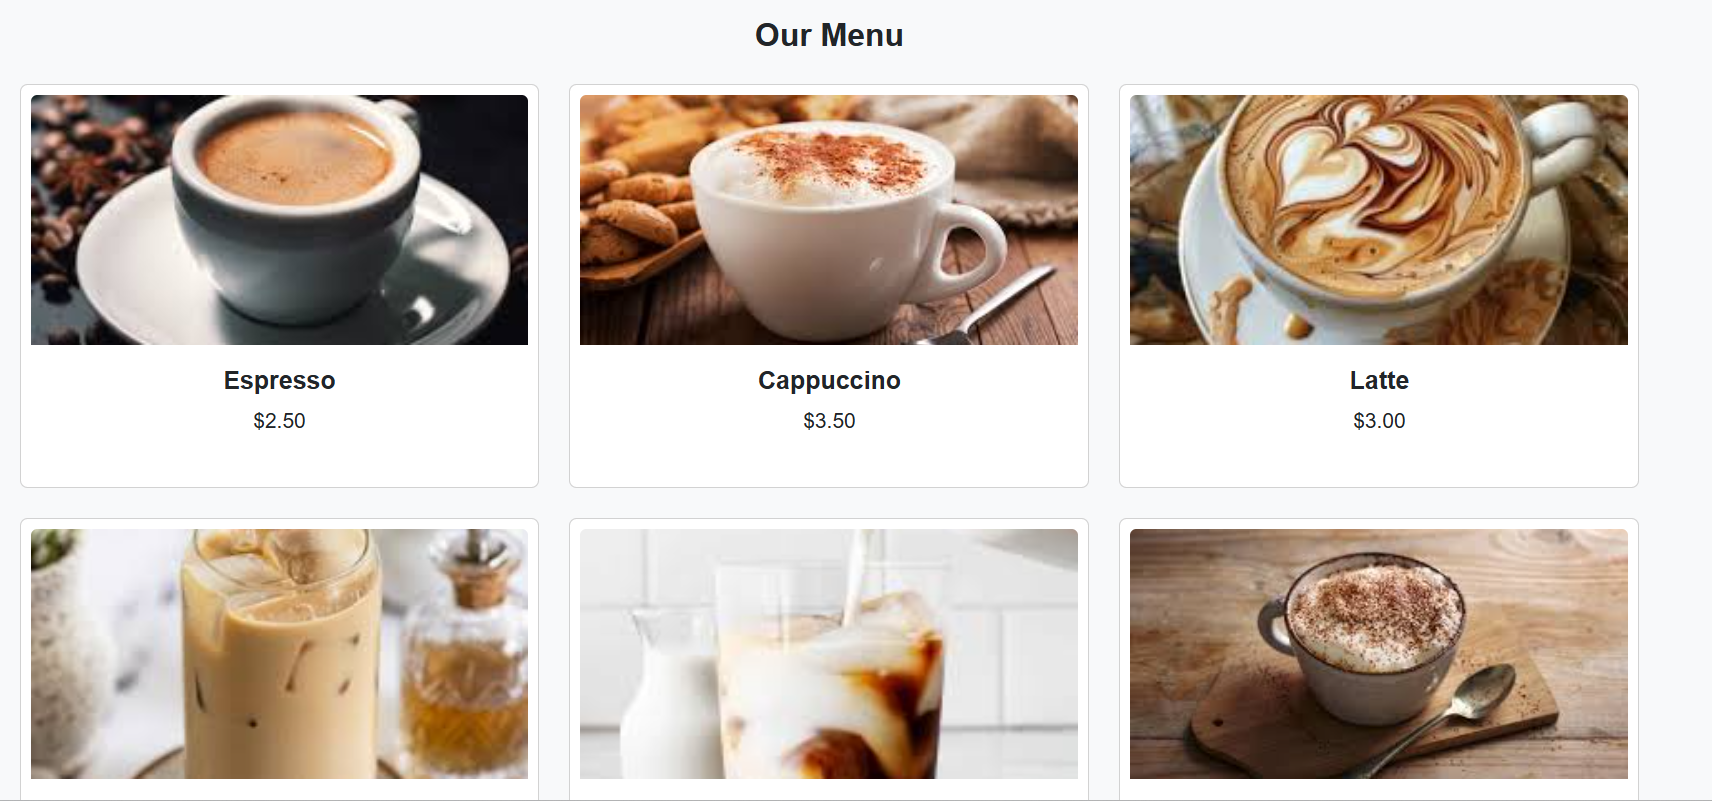 Our Menu
Espresso
Cappuccino
Latte
$2.50
$3.50
$3.00